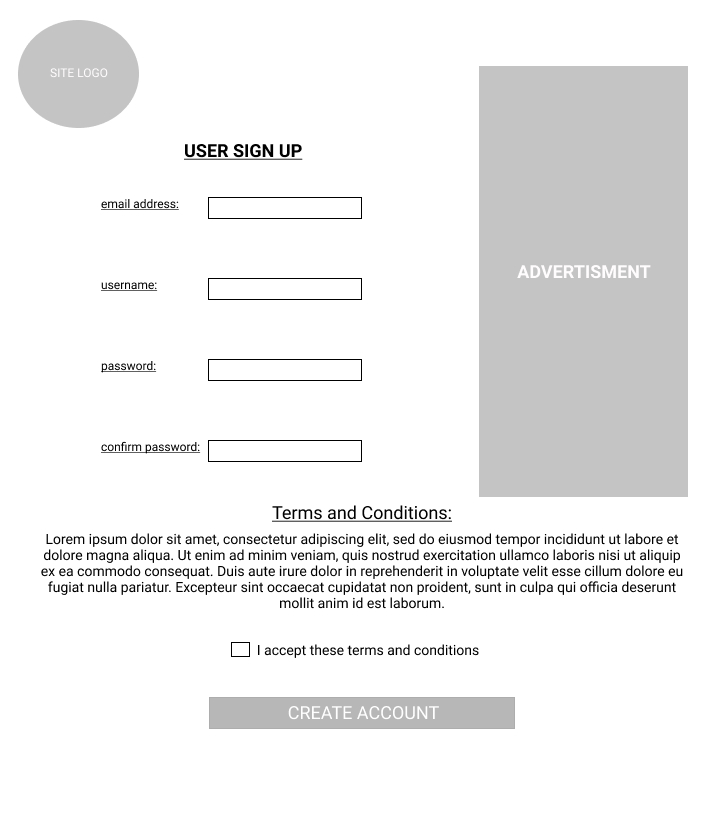 SITE LOGO
USER SIGN UP
email address:
username:
password:
confirm password:
ADVERTISMENT
Terms and Conditions:
Lorem ipsum dolor sit amet, consectetur adipiscing elit, sed do eiusmod tempor incididunt ut labore et
dolore magna aliqua. Ut enim ad minim veniam, quis nostrud exercitation ullamco laboris nisi ut aliquip
ex ea commodo consequat. Duis aute irure dolor in reprehenderit in voluptate velit esse cillum dolore eu
fugiat nulla pariatur. Excepteur sint occaecat cupidatat non proident, sunt in culpa qui officia deserunt
mollit anim id est laborum.
I accept these terms and conditions
CREATE ACCOUNT